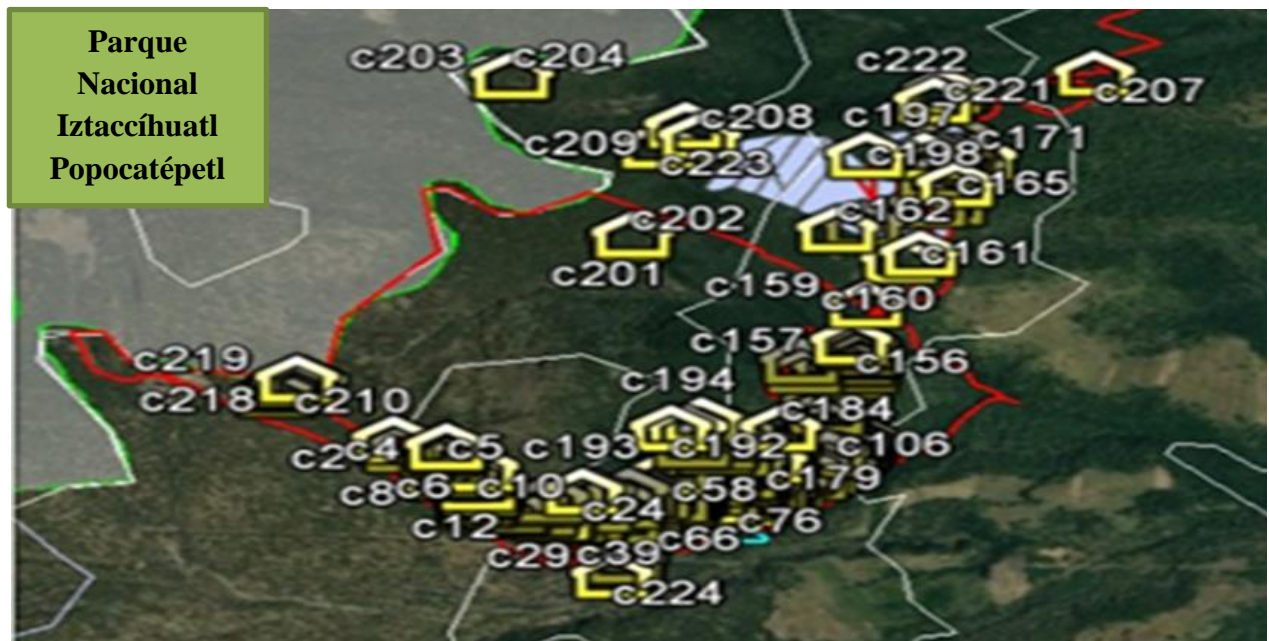 Parque
Nacional
Iztaccíhuatl
Popocatépetl
c203 c204
c222
c208
c197 c221 c207
c209 c223 c198 c171
c165
c202 c162
c201 c161
c159 c160
c157
c219 c156
c194
c218 c210 c184
c2 c4 c5 c193 c192 c106
c8 c6 c10 c58 c179
c24
c12 c76
c29 c39 c66
c224